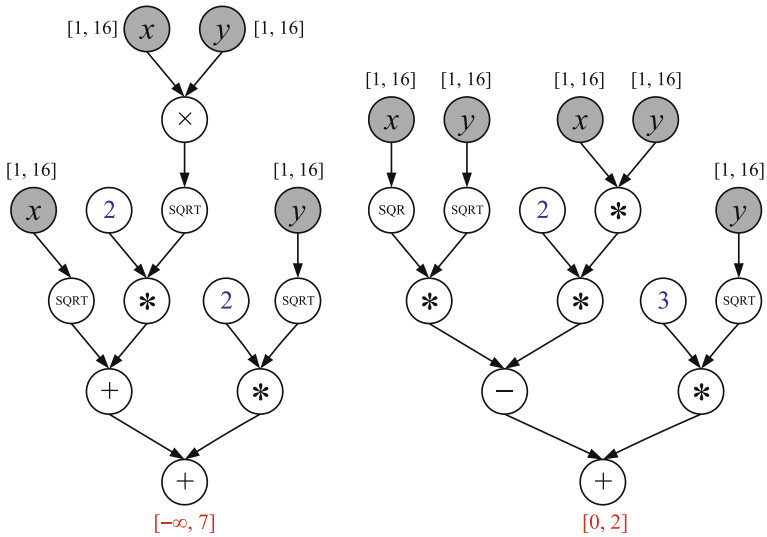 [1, 16] x y [1, 16]
×
[1, 16] [1, 16]
x 2 SQRT y
SQRT * 2 SQRT
+ *
+
[−∞, 7]
[1, 16] [1, 16] [1, 16] [1, 16]
x y x y
[1, 16]
SQR SQRT 2 * y
* * 3 SQRT
− *
+
[0, 2]